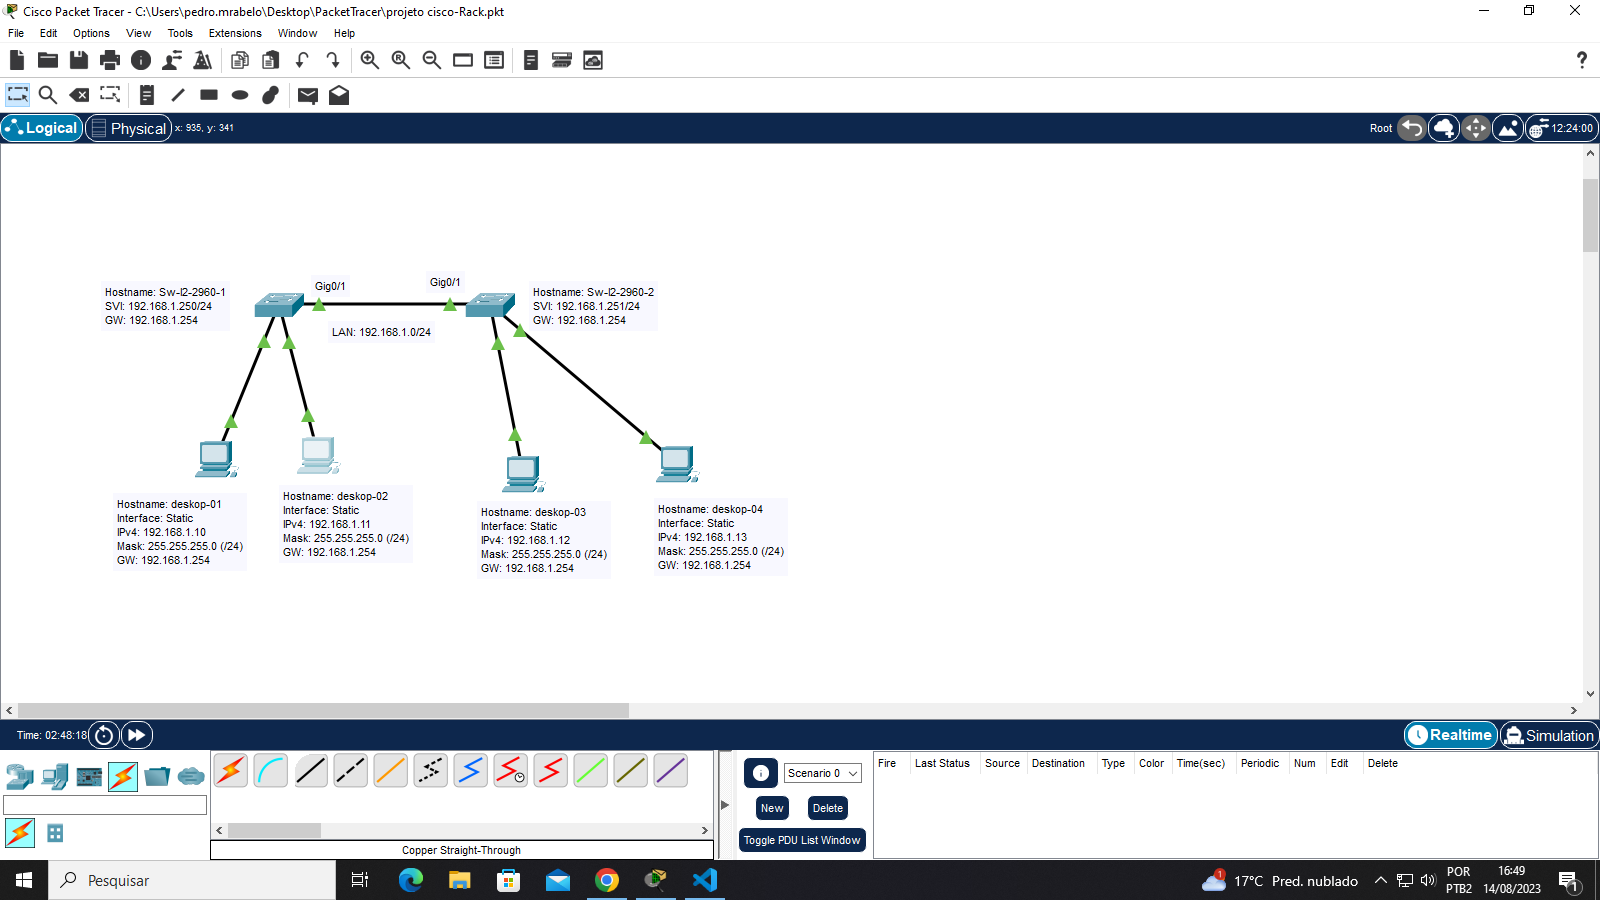 Cisco Packet Tracer - C:\Users\pedro.mrabelo\Desktop\PacketTracer\projeto cisco-Rack.pkt
File Edit Options View Tools Extensions Window Help
?
Logical Physical x: 935, y: 341 Root 12:24:00
Hostname: Sw-l2-2960-1
SVI: 192.168.1.250/24
GW: 192.168.1.254
Gig0/1
Gig0/1
Hostname: Sw-l2-2960-2
SVI: 192.168.1.251/24
GW: 192.168.1.254
LAN: 192.168.1.0/24
Hostname: deskop-01
Interface: Static
IPv4: 192.168.1.10
Mask: 255.255.255.0 (/24)
GW: 192.168.1.254
Hostname: deskop-02
Interface: Static
IPv4: 192.168.1.11
Mask: 255.255.255.0 (/24)
GW: 192.168.1.254
Hostname: deskop-03
Interface: Static
IPv4: 192.168.1.12
Mask: 255.255.255.0 (/24)
GW: 192.168.1.254
Hostname: deskop-04
Interface: Static
IPv4: 192.168.1.13
Mask: 255.255.255.0 (/24)
GW: 192.168.1.254
Time: 02:48:18 Realtime Simulation
Scenario 0
New Delete
Toggle PDU List Window
Fire Last Status Source Destination Type Color Time(sec) Periodic Num Edit Delete
Copper Straight-Through
Pesquisar
1
17°C Pred. nublado
POR
PTB2
16:49
14/08/2023
1